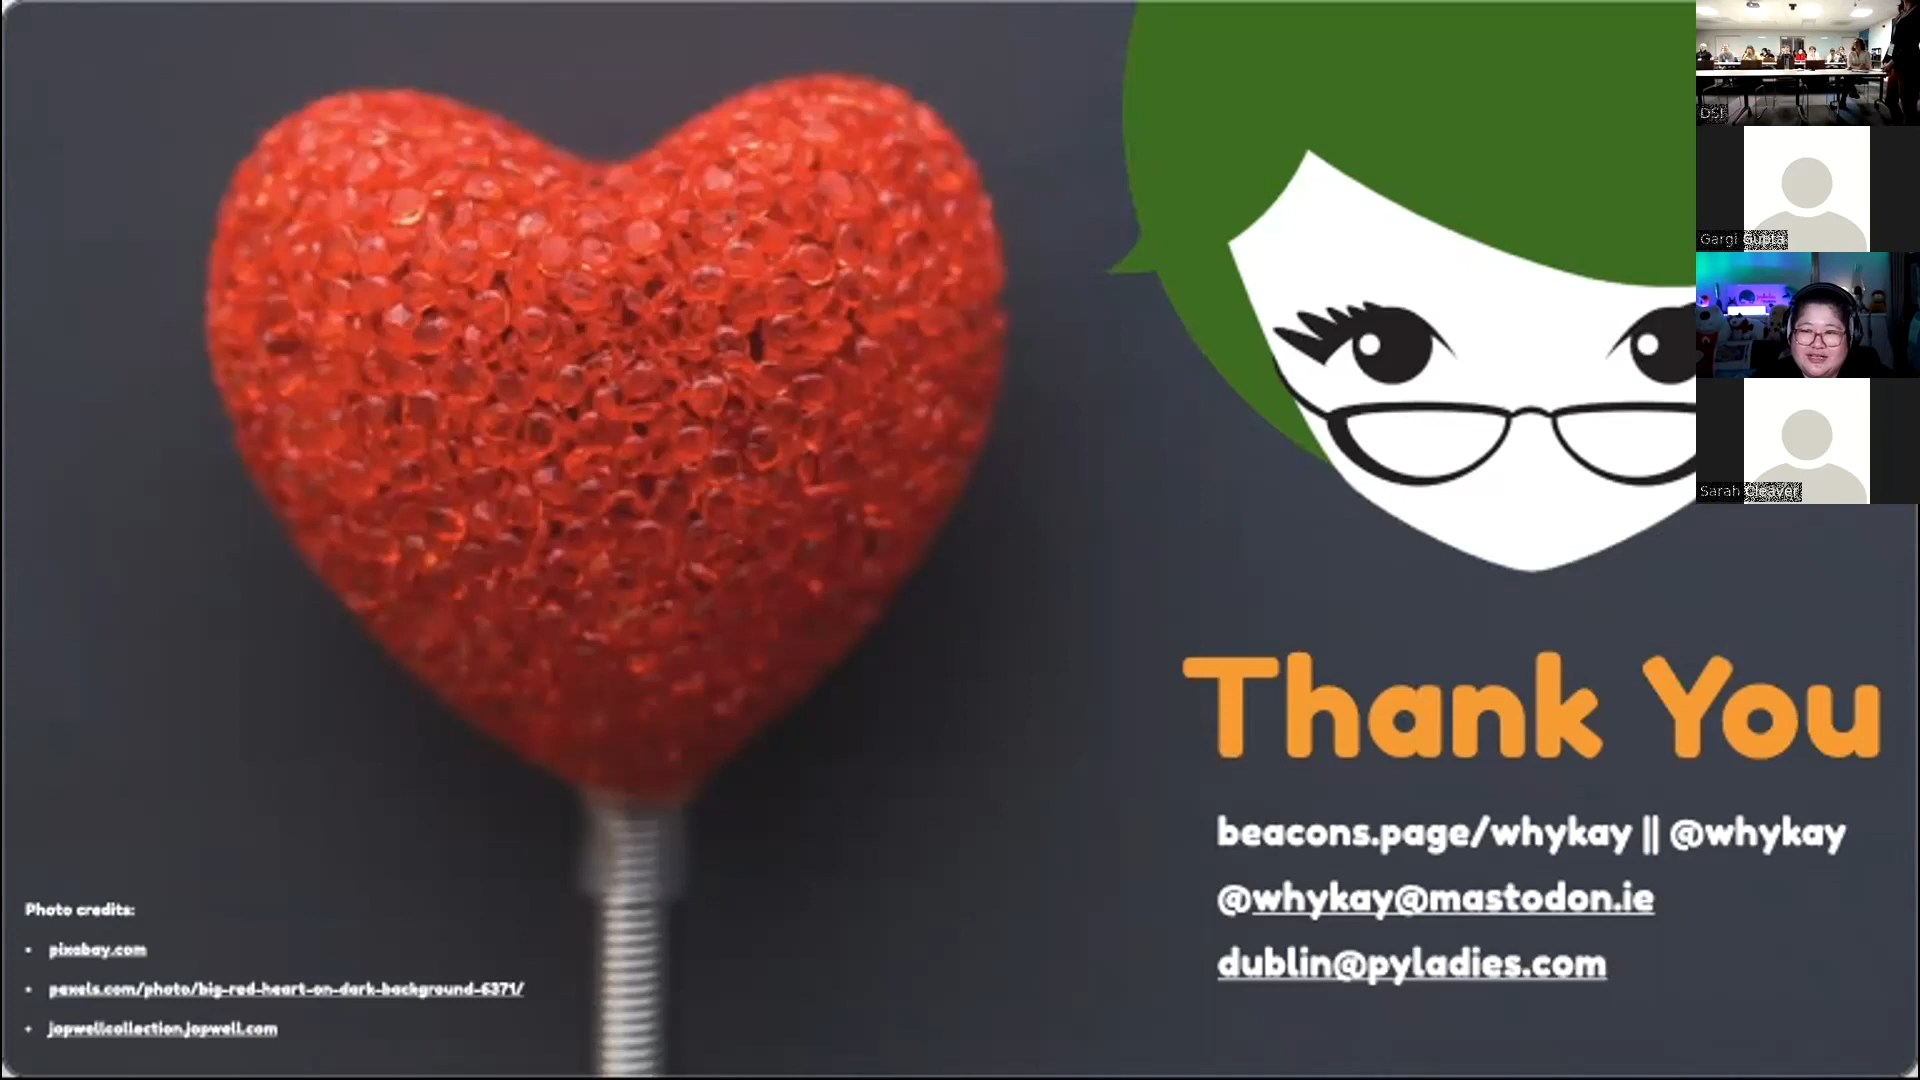 DSI
Gargi Gupta
Sarah Cleaver
Thank You
beacons.page/whykay || @whykay
@whykay@mastodon.ie
dublin@pyladies.com
Photo credits:
• pixabay.com
• pexels.com/photo/big-red-heart-on-dark-background-6371/
• jopwellcollection.jopwell.com